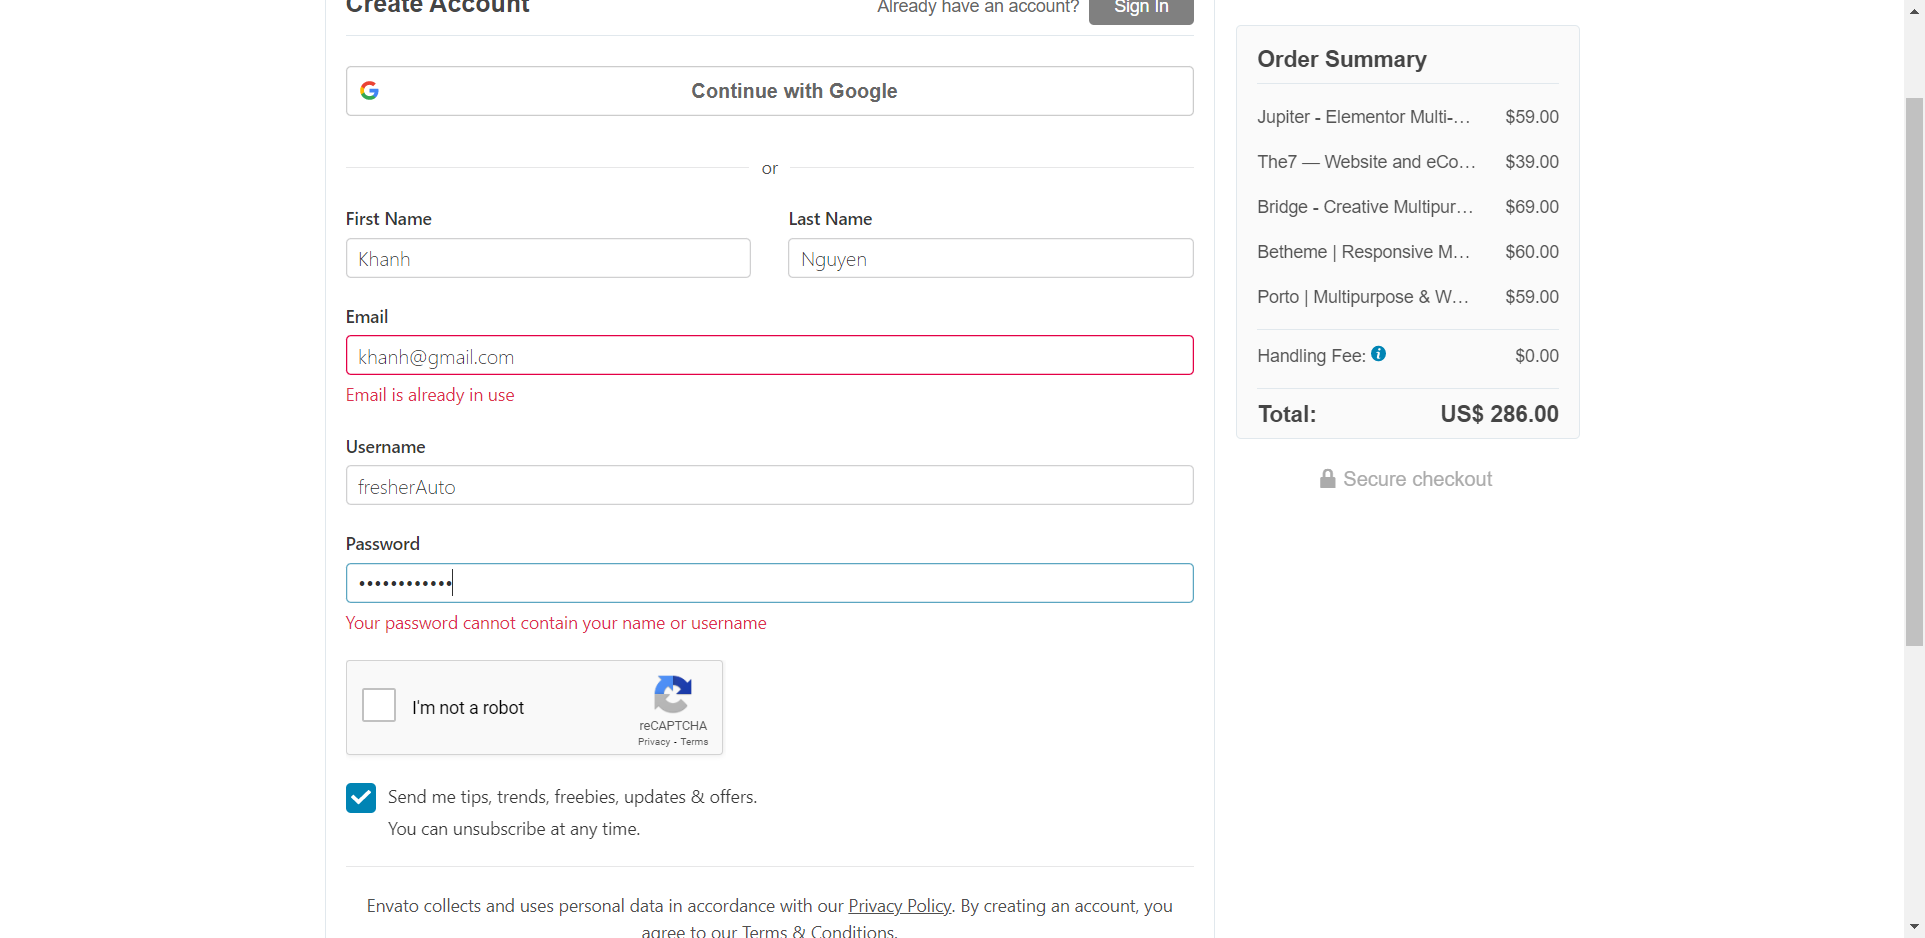 Create Account
Already have an account?
Sign In
Continue with Google
or
First Name
Last Name
Khanh
Nguyen
Email
khanh@gmail.com
Email is already in use
Username
fresherAuto
Password
••••••••••••
Your password cannot contain your name or username
I'm not a robot
reCAPTCHA
Privacy - Terms
Send me tips, trends, freebies, updates & offers.
You can unsubscribe at any time.
Envato collects and uses personal data in accordance with our Privacy Policy. By creating an account, you
agree to our Terms & Conditions.
Order Summary
Jupiter - Elementor Multi-... $59.00
The7 — Website and eCo... $39.00
Bridge - Creative Multipur... $69.00
Betheme | Responsive M... $60.00
Porto | Multipurpose & W... $59.00
Handling Fee: $0.00
Total: US$ 286.00
Secure checkout